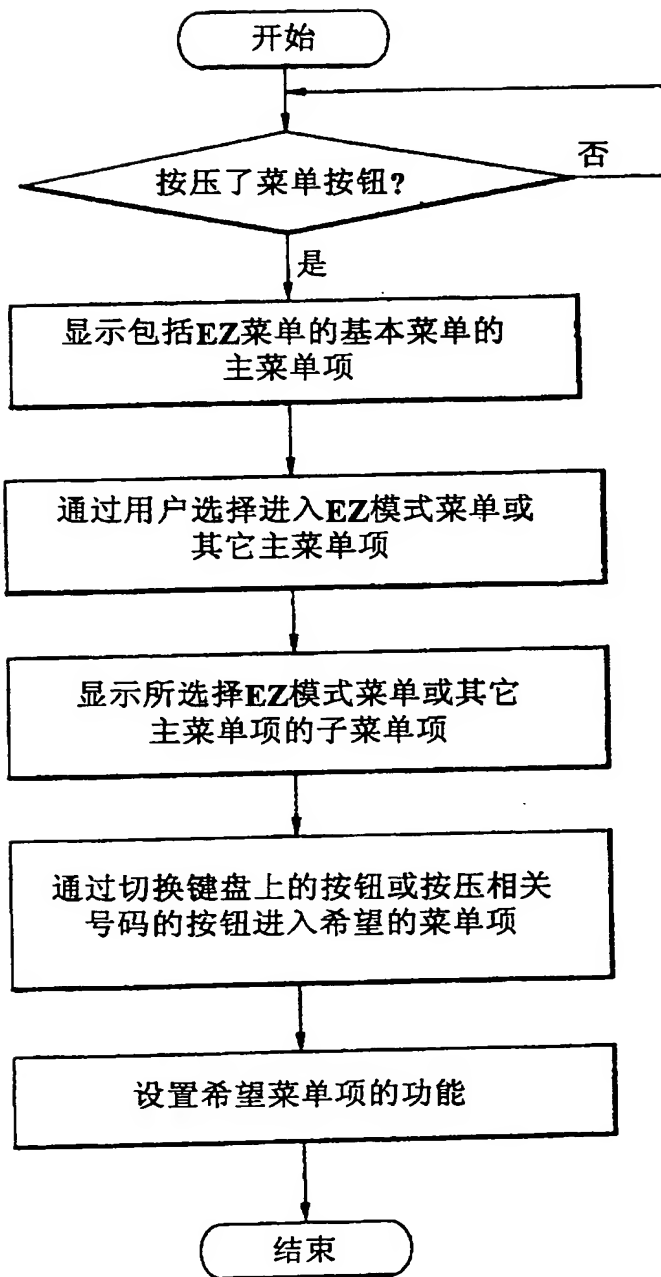 开始
按压了菜单按钮?
否
是
显示包括EZ菜单的基本菜单的
主菜单项
通过用户选择进入EZ模式菜单或
其它主菜单项
显示所选择EZ模式菜单或其它
主菜单项的子菜单项
通过切换键盘上的按钮或按压相关
号码的按钮进入希望的菜单项
设置希望菜单项的功能
结束